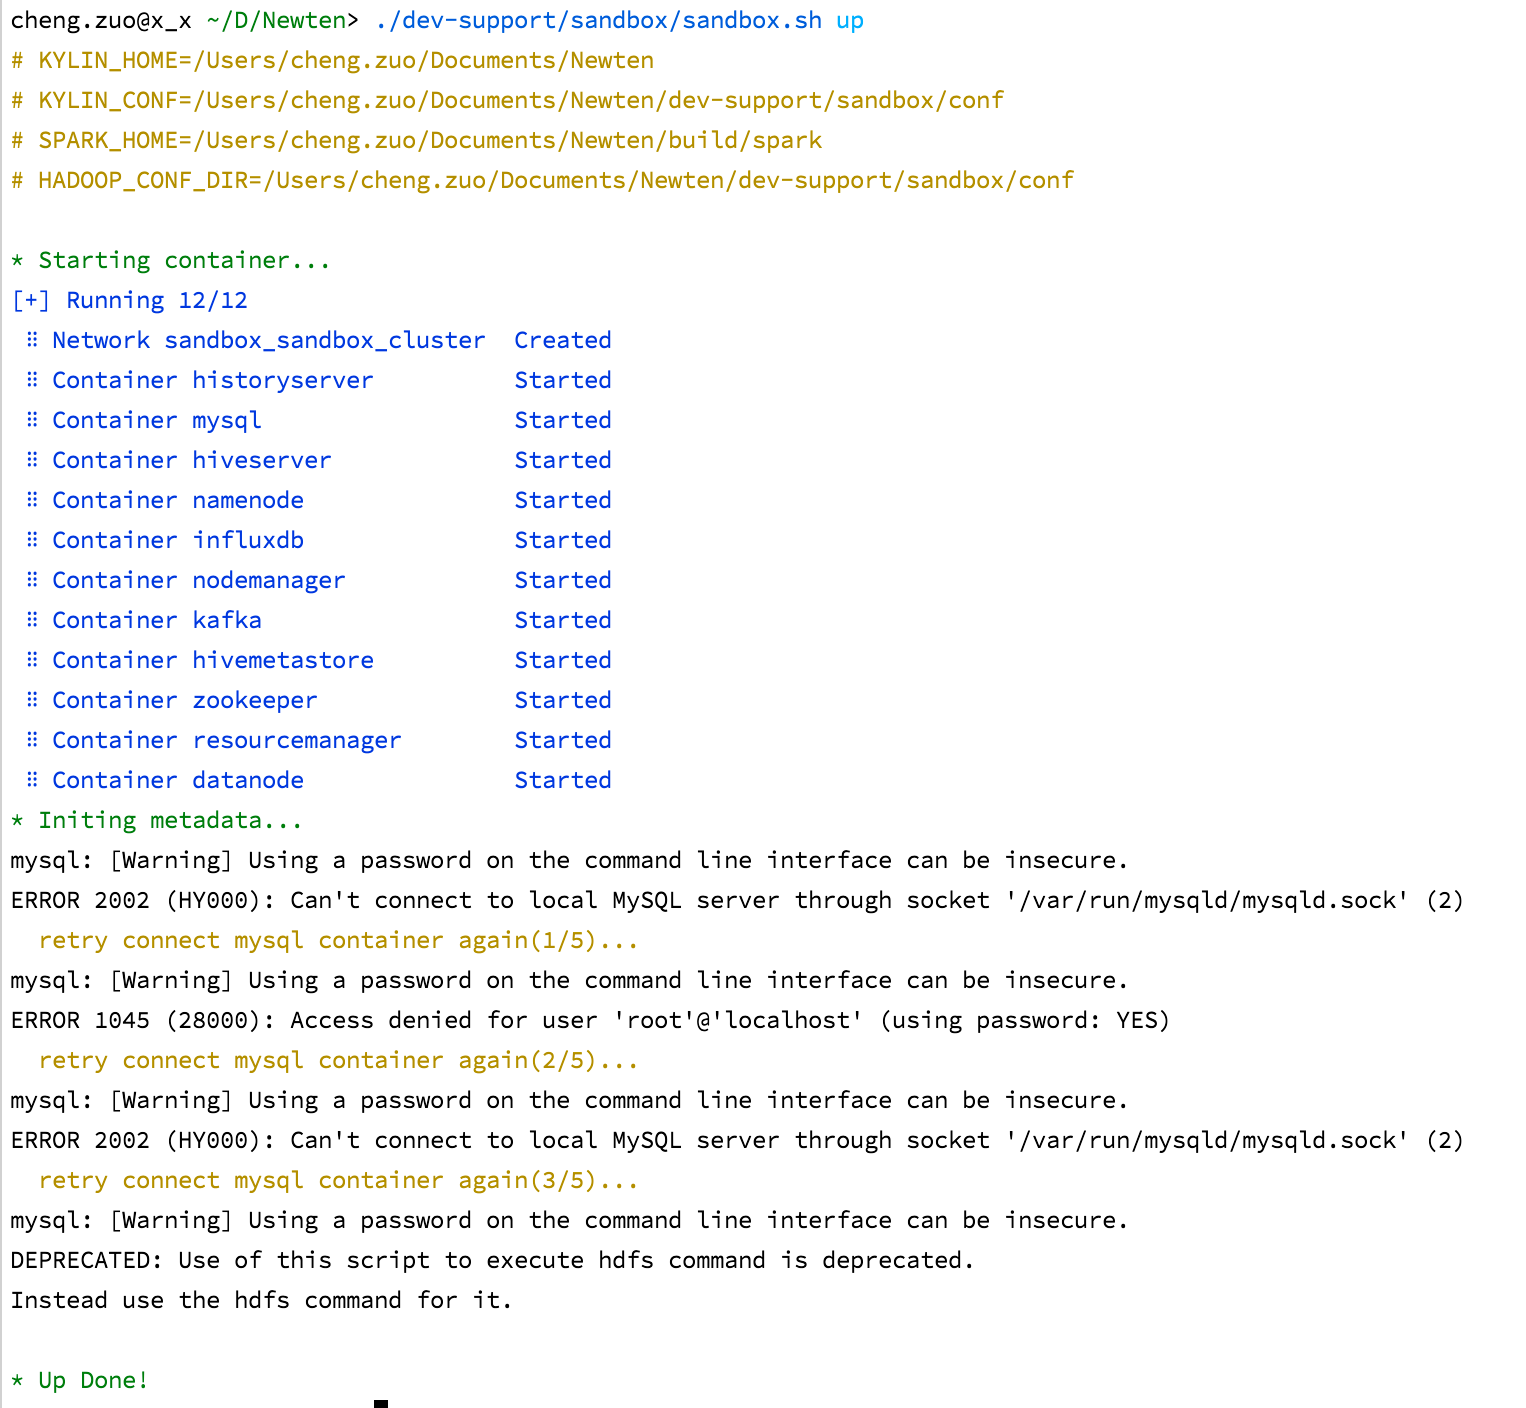 cheng.zuo@x_x ~/D/Newten> ./dev-support/sandbox/sandbox.sh up
# KYLIN_HOME=/Users/cheng.zuo/Documents/Newten
# KYLIN_CONF=/Users/cheng.zuo/Documents/Newten/dev-support/sandbox/conf
# SPARK_HOME=/Users/cheng.zuo/Documents/Newten/build/spark
# HADOOP_CONF_DIR=/Users/cheng.zuo/Documents/Newten/dev-support/sandbox/conf
* Starting container...
[+] Running 12/12
⠿ Network sandbox_sandbox_cluster  Created
⠿ Container historyserver          Started
⠿ Container mysql                  Started
⠿ Container hiveserver             Started
⠿ Container namenode               Started
⠿ Container influxdb               Started
⠿ Container nodemanager            Started
⠿ Container kafka                  Started
⠿ Container hivemetastore          Started
⠿ Container zookeeper              Started
⠿ Container resourcemanager        Started
⠿ Container datanode               Started
* Initing metadata...
mysql: [Warning] Using a password on the command line interface can be insecure.
ERROR 2002 (HY000): Can't connect to local MySQL server through socket '/var/run/mysqld/mysqld.sock' (2)
retry connect mysql container again(1/5)...
mysql: [Warning] Using a password on the command line interface can be insecure.
ERROR 1045 (28000): Access denied for user 'root'@'localhost' (using password: YES)
retry connect mysql container again(2/5)...
mysql: [Warning] Using a password on the command line interface can be insecure.
ERROR 2002 (HY000): Can't connect to local MySQL server through socket '/var/run/mysqld/mysqld.sock' (2)
retry connect mysql container again(3/5)...
mysql: [Warning] Using a password on the command line interface can be insecure.
DEPRECATED: Use of this script to execute hdfs command is deprecated.
Instead use the hdfs command for it.
* Up Done!